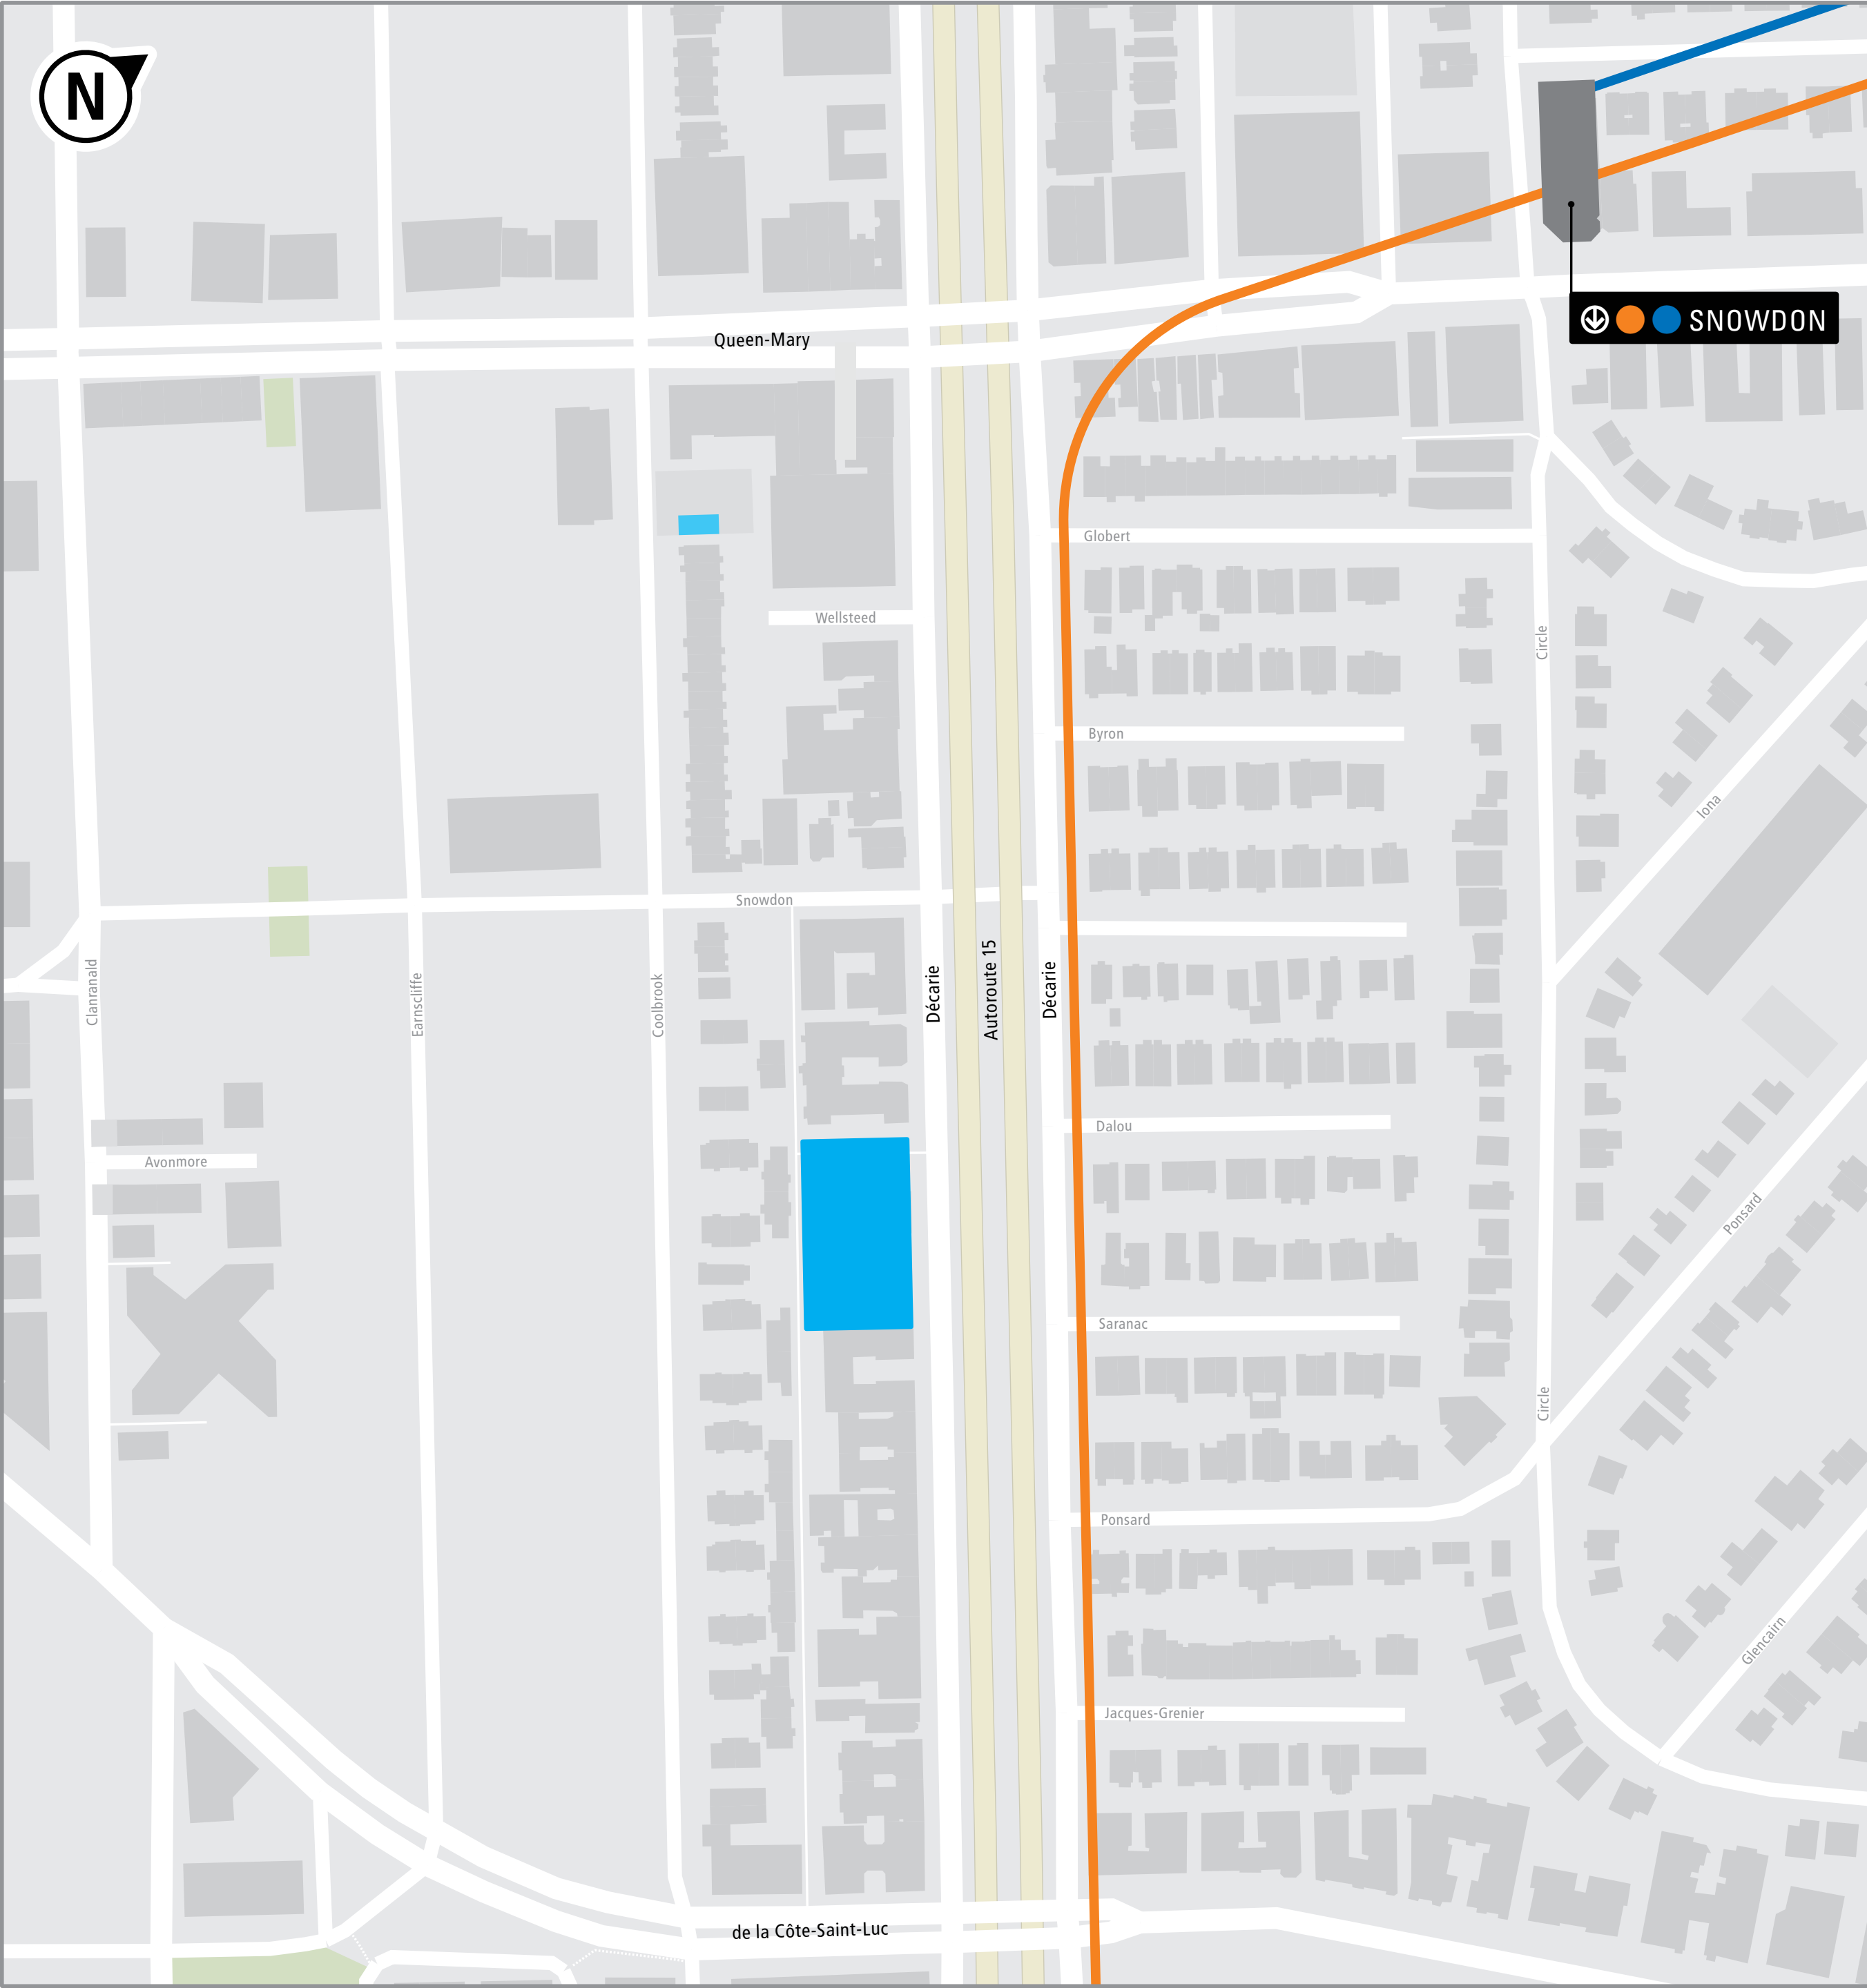 N
SNOWDON
Queen-Mary
Globert
Wellsteed
Circle
Byron
Iona
Snowdon
Clanranald
Earnscliffe
Coolbrook
Décarie
Autoroute 15
Décarie
Dalou
Avonmore
Ponsard
Saranac
Circle
Ponsard
Glencairn
Jacques-Grenier
de la Côte-Saint-Luc